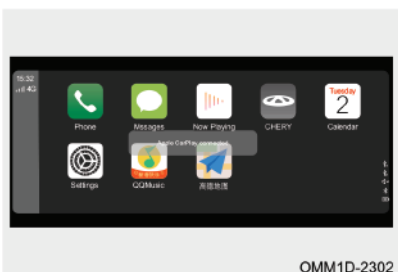 15:32
4G
Phone
Mssages
Now Playing
CHERY
Tuesday
2
Calendar
Apple CarPlay connected
Settings
QQMusic
高德地图
OMM1D-2302